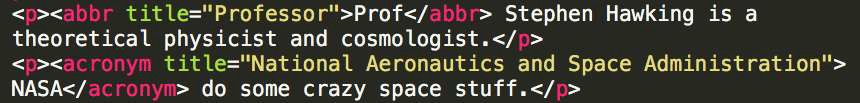 <p><abbr title="Professor">Prof</abbr> Stephen Hawking is a
theoretical physicist and cosmologist.</p>
<p><acronym title="National Aeronautics and Space Administration">
NASA</acronym> do some crazy space stuff.</p>